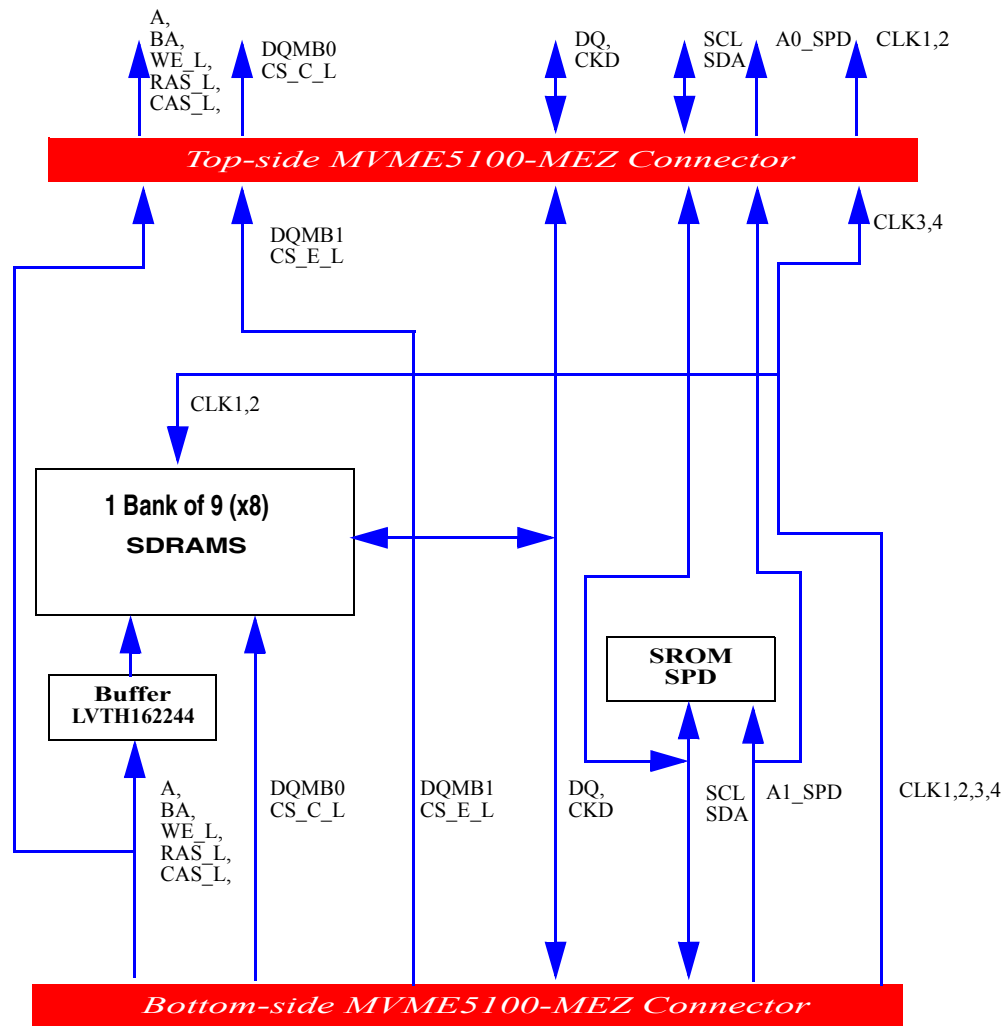 A,
BA,
WE_L,
RAS_L,
CAS_L,
DQMB0
CS_C_L
DQ,
CKD
SCL
SDA
A0_SPD
CLK1,2
Top-side MVME5100-MEZ Connector
DQMB1
CS_E_L
CLK3,4
CLK1,2
1 Bank of 9 (x8)
SDRAMS
SROM
SPD
Buffer
LVTH162244
A,
BA,
WE_L,
RAS_L,
CAS_L,
DQMB0
CS_C_L
DQMB1
CS_E_L
DQ,
CKD
SCL
SDA
A1_SPD
CLK1,2,3,4
Bottom-side MVME5100-MEZ Connector